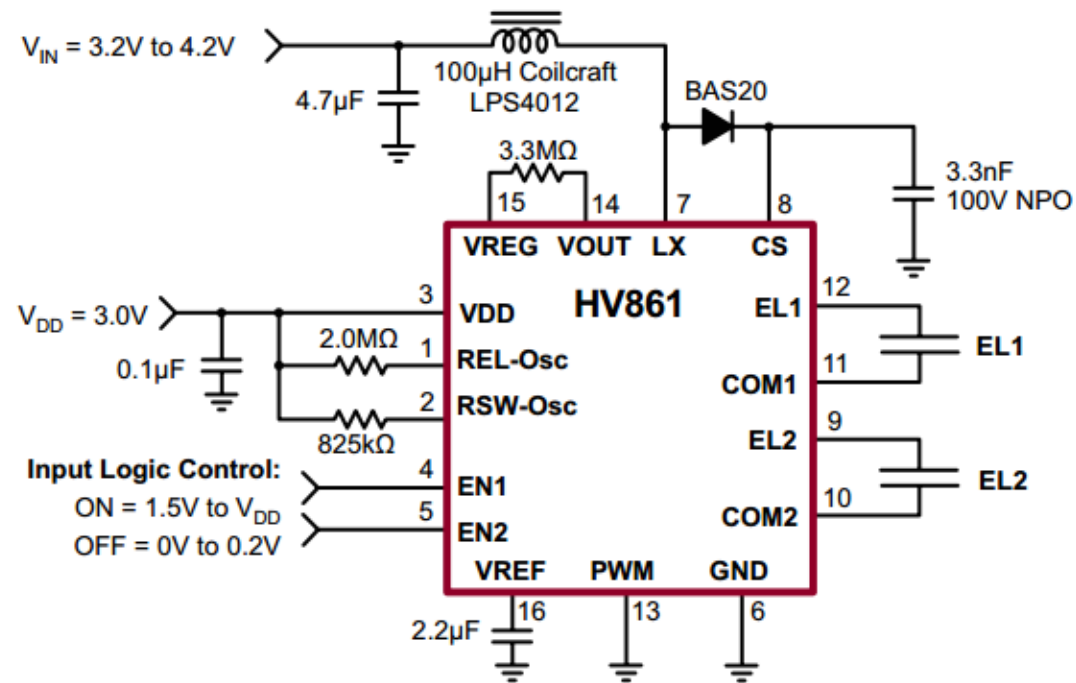 V_IN = 3.2V to 4.2V
100µH Coilcraft
LPS4012
4.7µF
BAS20
3.3MΩ
3.3nF
100V NPO
15
14
7
8
VREG
VOUT
LX
CS
HV861
V_DD = 3.0V
3
VDD
12
EL1
EL1
0.1µF
2.0MΩ
1
REL-Osc
11
COM1
825kΩ
2
RSW-Osc
9
EL2
EL2
Input Logic Control:
ON = 1.5V to V_DD
OFF = 0V to 0.2V
4
EN1
5
EN2
10
COM2
VREF
PWM
GND
16
13
6
2.2µF